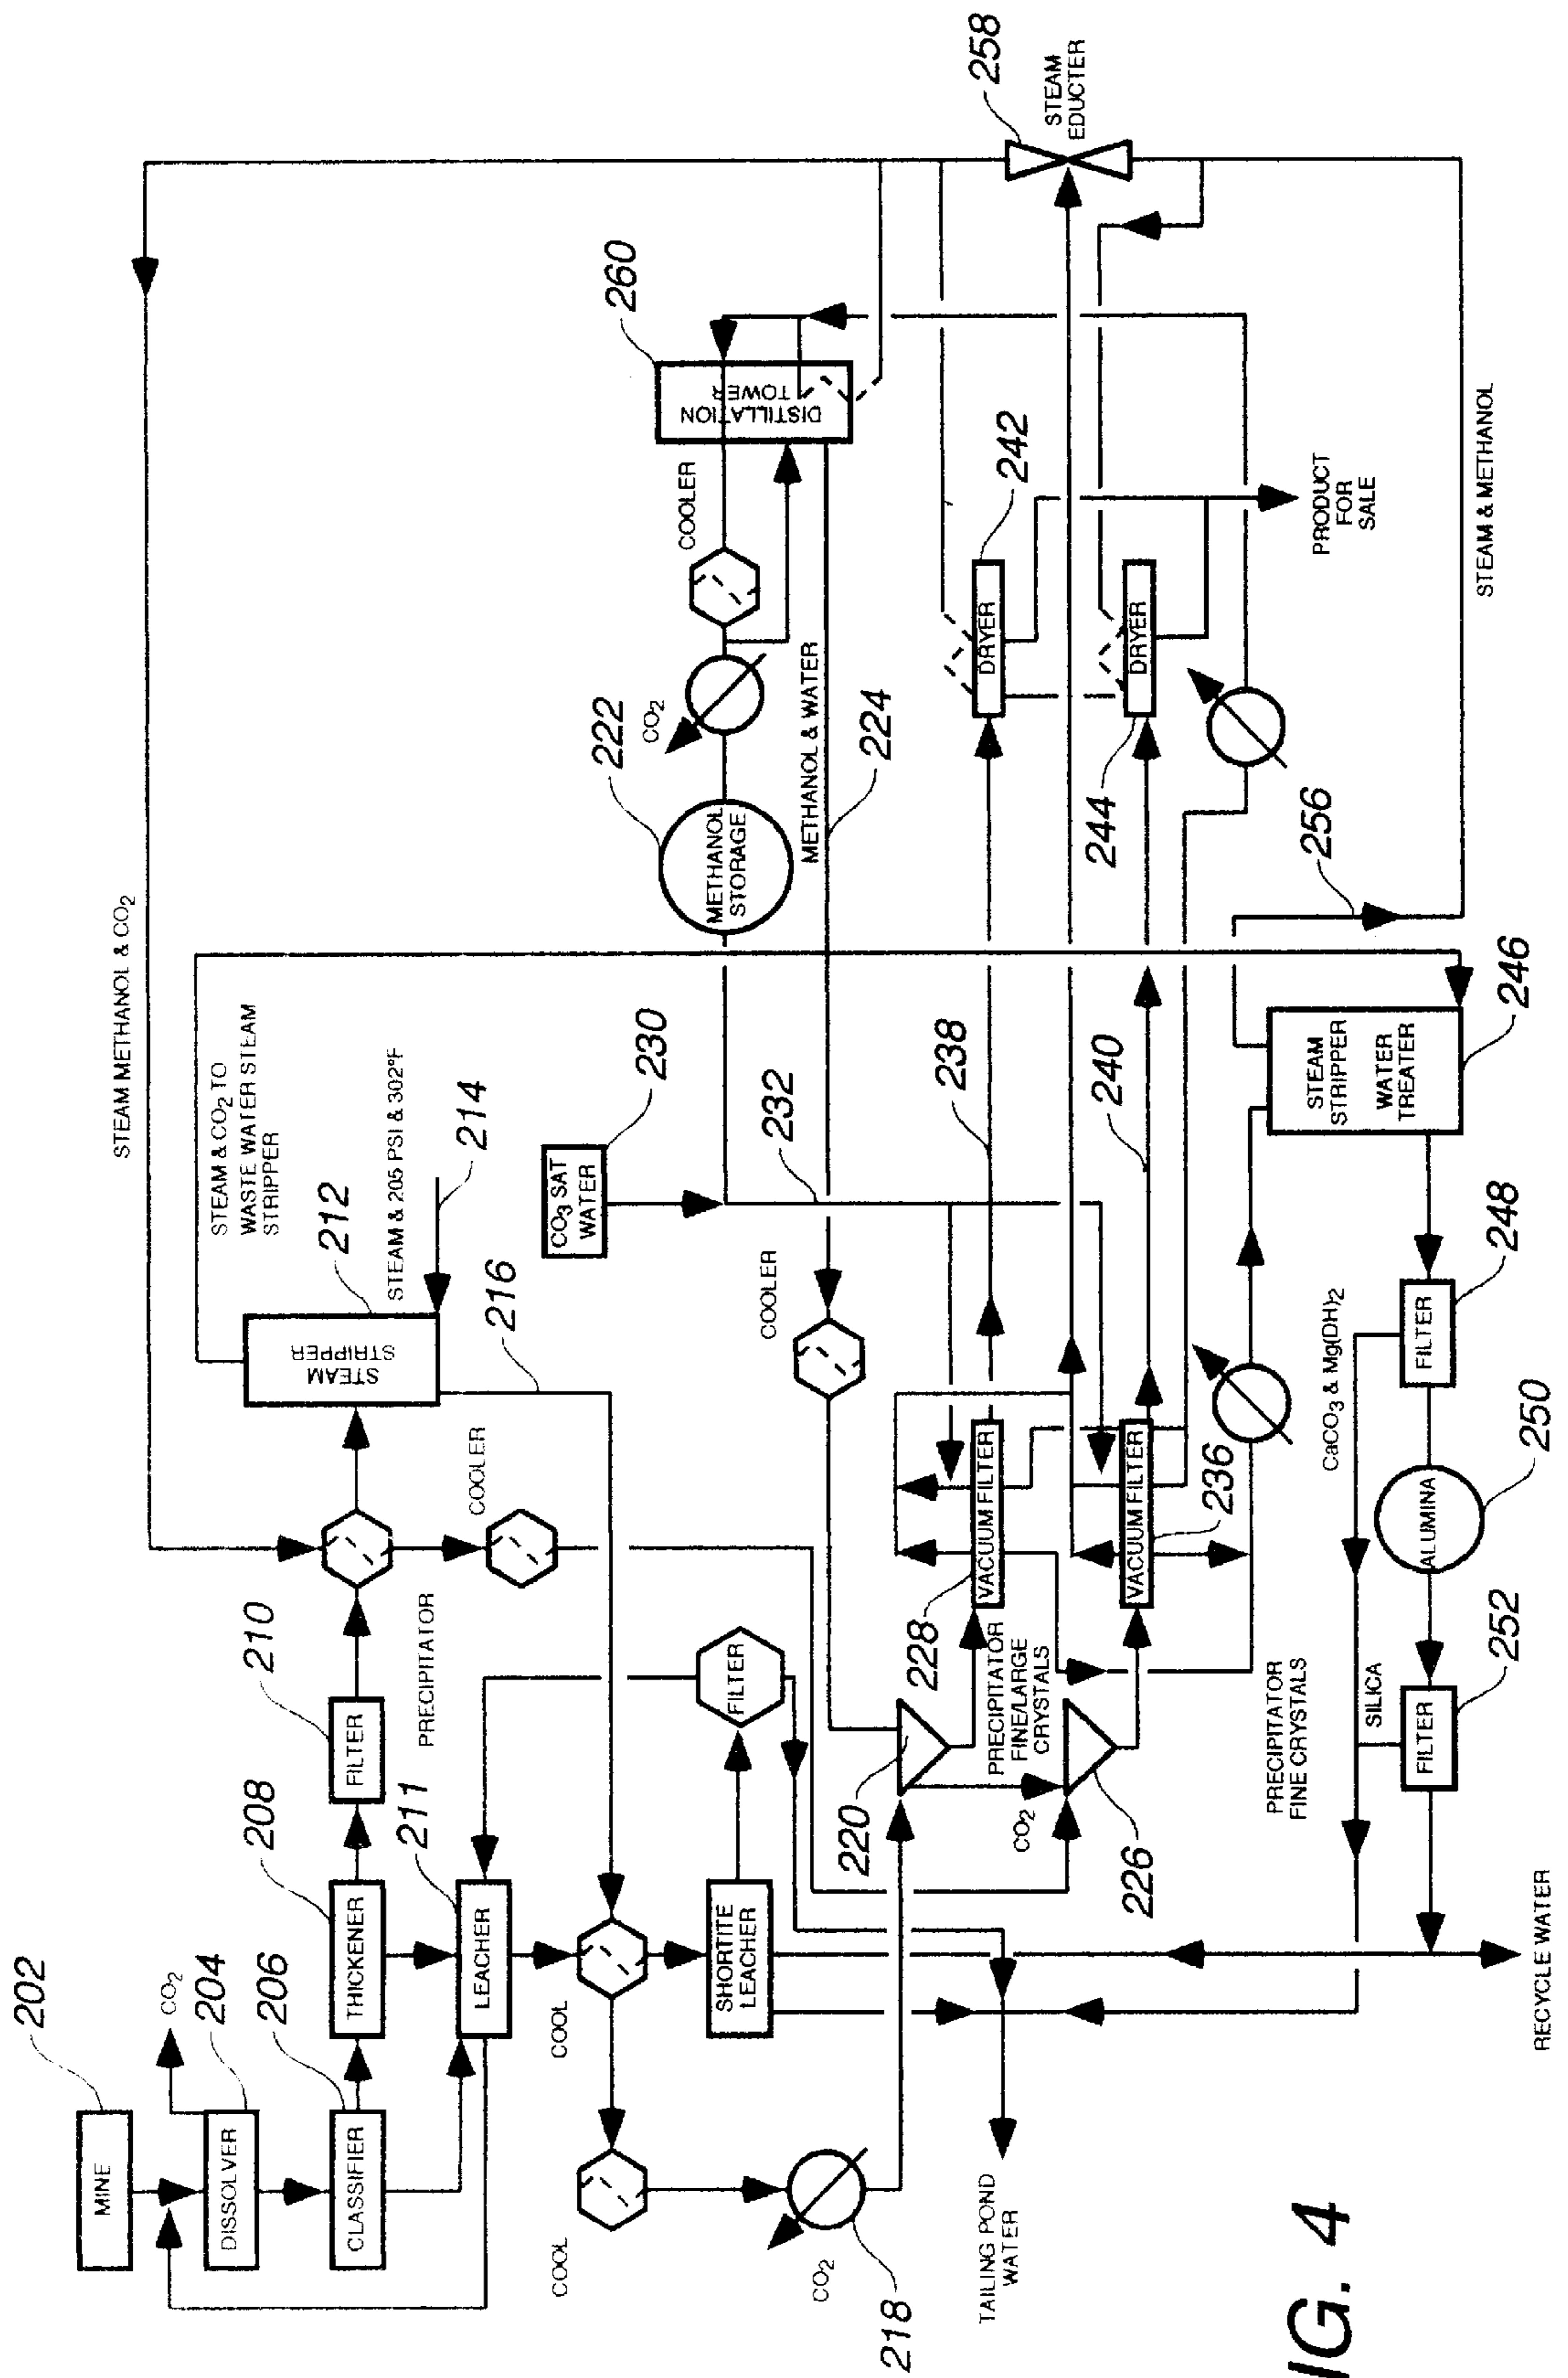 202
MINE
CO2
204
DISSOLVER
206
CLASSIFIER
208
THICKENER
210
FILTER
211
LEACHER
PRECIPITATOR
COOLER
STEAM METHANOL & CO2
STEAM & CO2 TO
WASTE WATER STEAM
STRIPPER
212
STEAM
STRIPPER
STEAM & 205 PSI & 302°F
214
216
COOL
COOL
CO2
218
SHORTITE
LEACHER
FILTER
TAILING POND
WATER
230
CO3 SAT
WATER
232
COOLER
222
METHANOL
STORAGE
CO2
COOLER
260
DISTILLATION
TOWER
METHANOL & WATER
224
220
228
VACUUM FILTER
PRECIPITATOR
FINE/LARGE
CRYSTALS
CO2
226
236
VACUUM FILTER
PRECIPITATOR
FINE CRYSTALS
238
240
242
DRYER
244
DRYER
PRODUCT
FOR
SALE
258
STEAM
EDUCTER
STEAM & METHANOL
256
STEAM
STRIPPER
WATER
TREATER
246
248
FILTER
CaCO3 & Mg(DH)2
250
ALUMINA
252
FILTER
SILICA
RECYCLE WATER
IG. 4